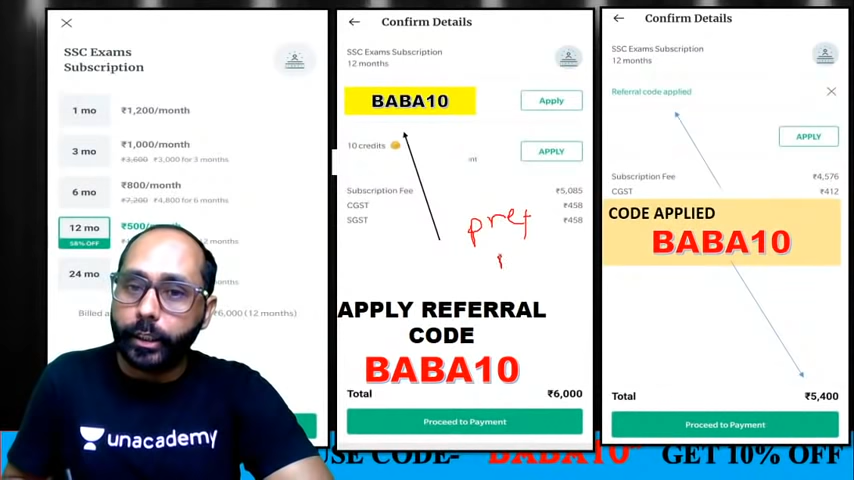 SSC Exams
Subscription
1 mo ₹1,200/month
3 mo ₹1,000/month
₹3,600 ₹3,000 for 3 months
6 mo ₹800/month
₹7,200 ₹4,800 for 6 months
12 mo ₹500/month
58% OFF 12 months
24 mo
Billed ₹6,000 (12 months)
unacademy
Confirm Details
SSC Exams Subscription
12 months
BABA10 Apply
10 credits APPLY
Subscription Fee ₹5,085
CGST ₹458
SGST ₹458
APPLY REFERRAL
CODE
BABA10
Total ₹6,000
Proceed to Payment
Confirm Details
SSC Exams Subscription
12 months
Referral code applied
APPLY
Subscription Fee ₹4,576
CGST ₹412
CODE APPLIED
BABA10
Total ₹5,400
Proceed to Payment
USE CODE- "BABA10" GET 10% OFF